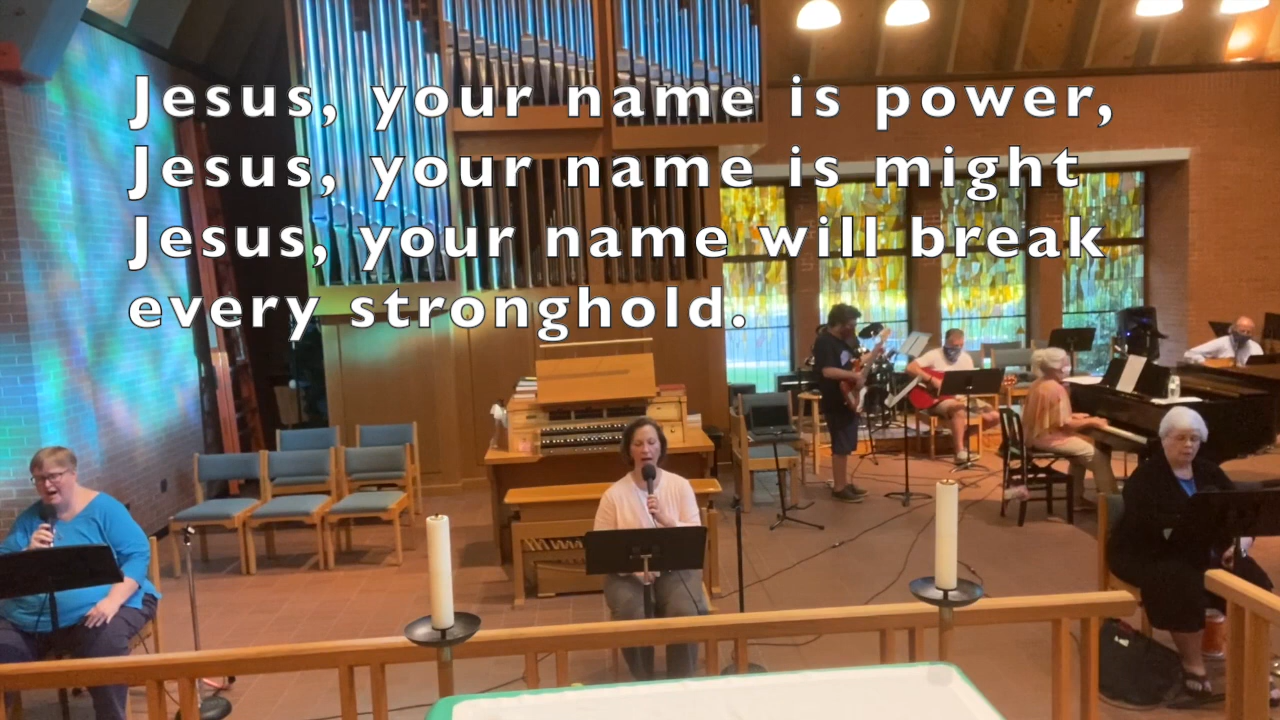 Jesus, your name is power,
Jesus, your name is might
Jesus, your name will break
every stronghold.